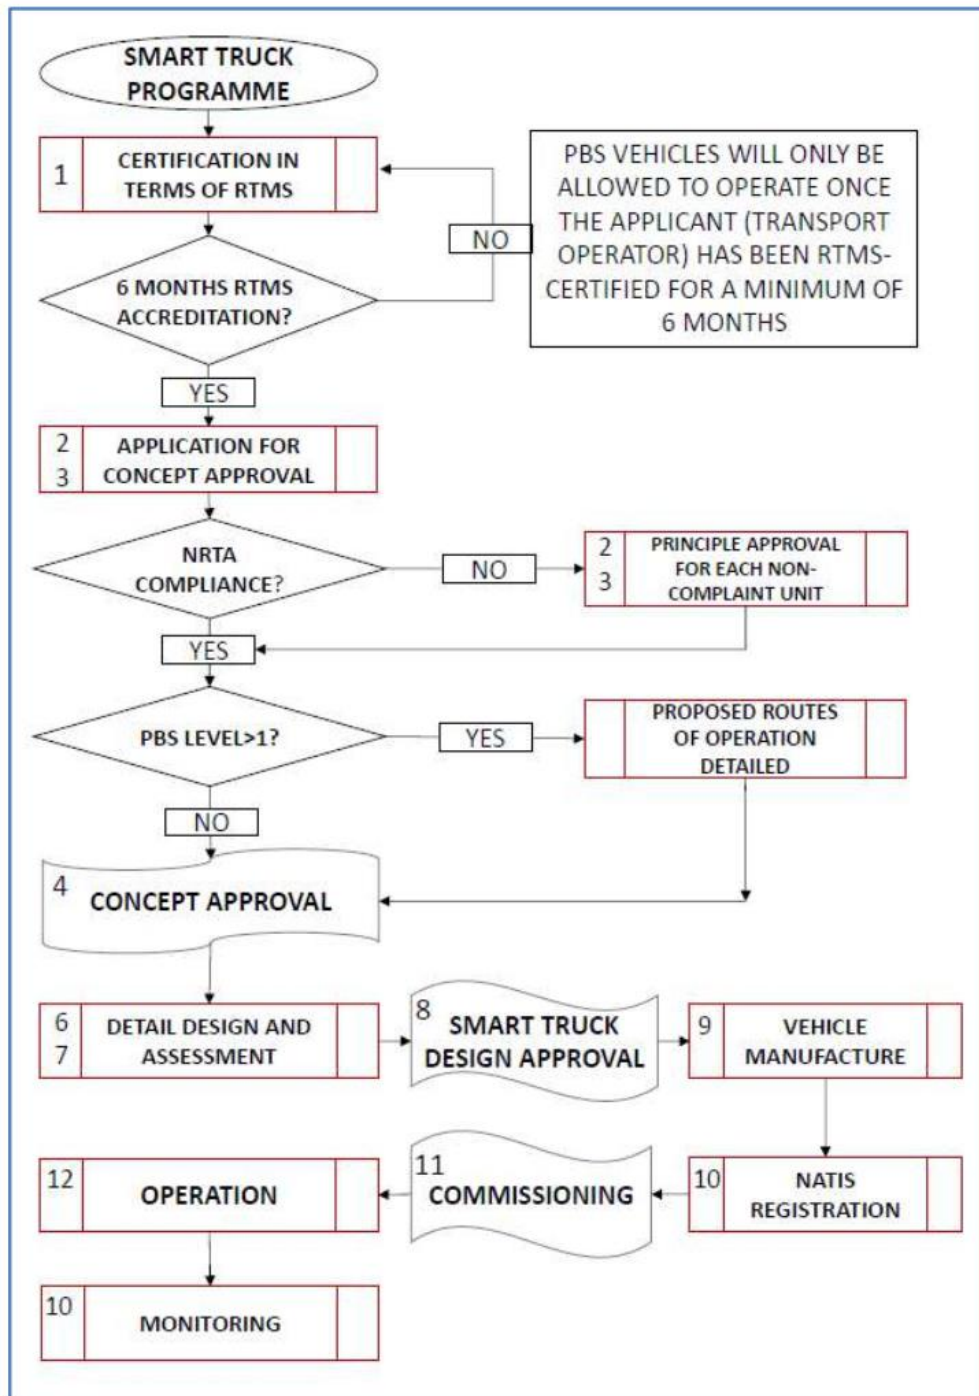 SMART TRUCK
PROGRAMME
1
CERTIFICATION IN
TERMS OF RTMS
PBS VEHICLES WILL ONLY BE
ALLOWED TO OPERATE ONCE
THE APPLICANT (TRANSPORT
OPERATOR) HAS BEEN RTMS-
CERTIFIED FOR A MINIMUM OF
6 MONTHS
NO
6 MONTHS RTMS
ACCREDITATION?
YES
2
3
APPLICATION FOR
CONCEPT APPROVAL
NRTA
COMPLIANCE?
NO
2
3
PRINCIPLE APPROVAL
FOR EACH NON-
COMPLAINT UNIT
YES
PBS LEVEL>1?
YES
PROPOSED ROUTES
OF OPERATION
DETAILED
NO
4
CONCEPT APPROVAL
6
7
DETAIL DESIGN AND
ASSESSMENT
8
SMART TRUCK
DESIGN APPROVAL
9
VEHICLE
MANUFACTURE
10
NATIS
REGISTRATION
11
COMMISSIONING
12
OPERATION
10
MONITORING